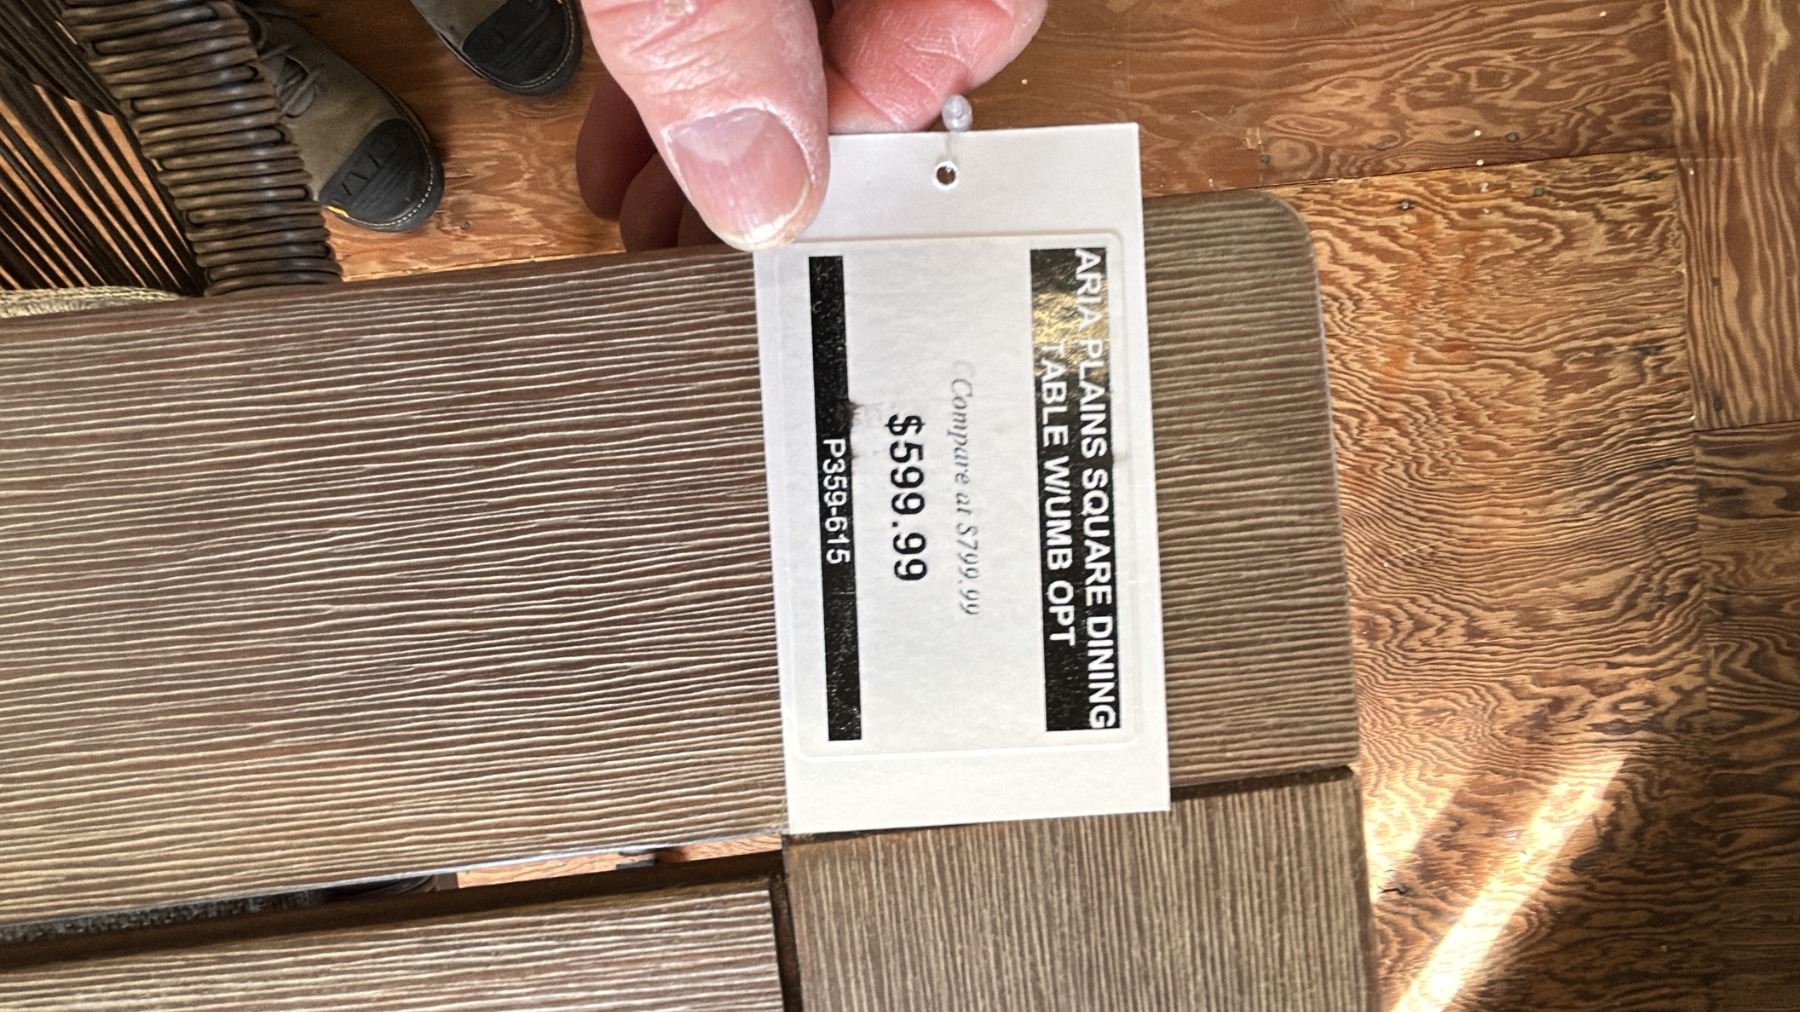 ARIA PLAINS SQUARE DINING
TABLE W/UMB OPT
Compare at $799.99
$599.99
P359-615